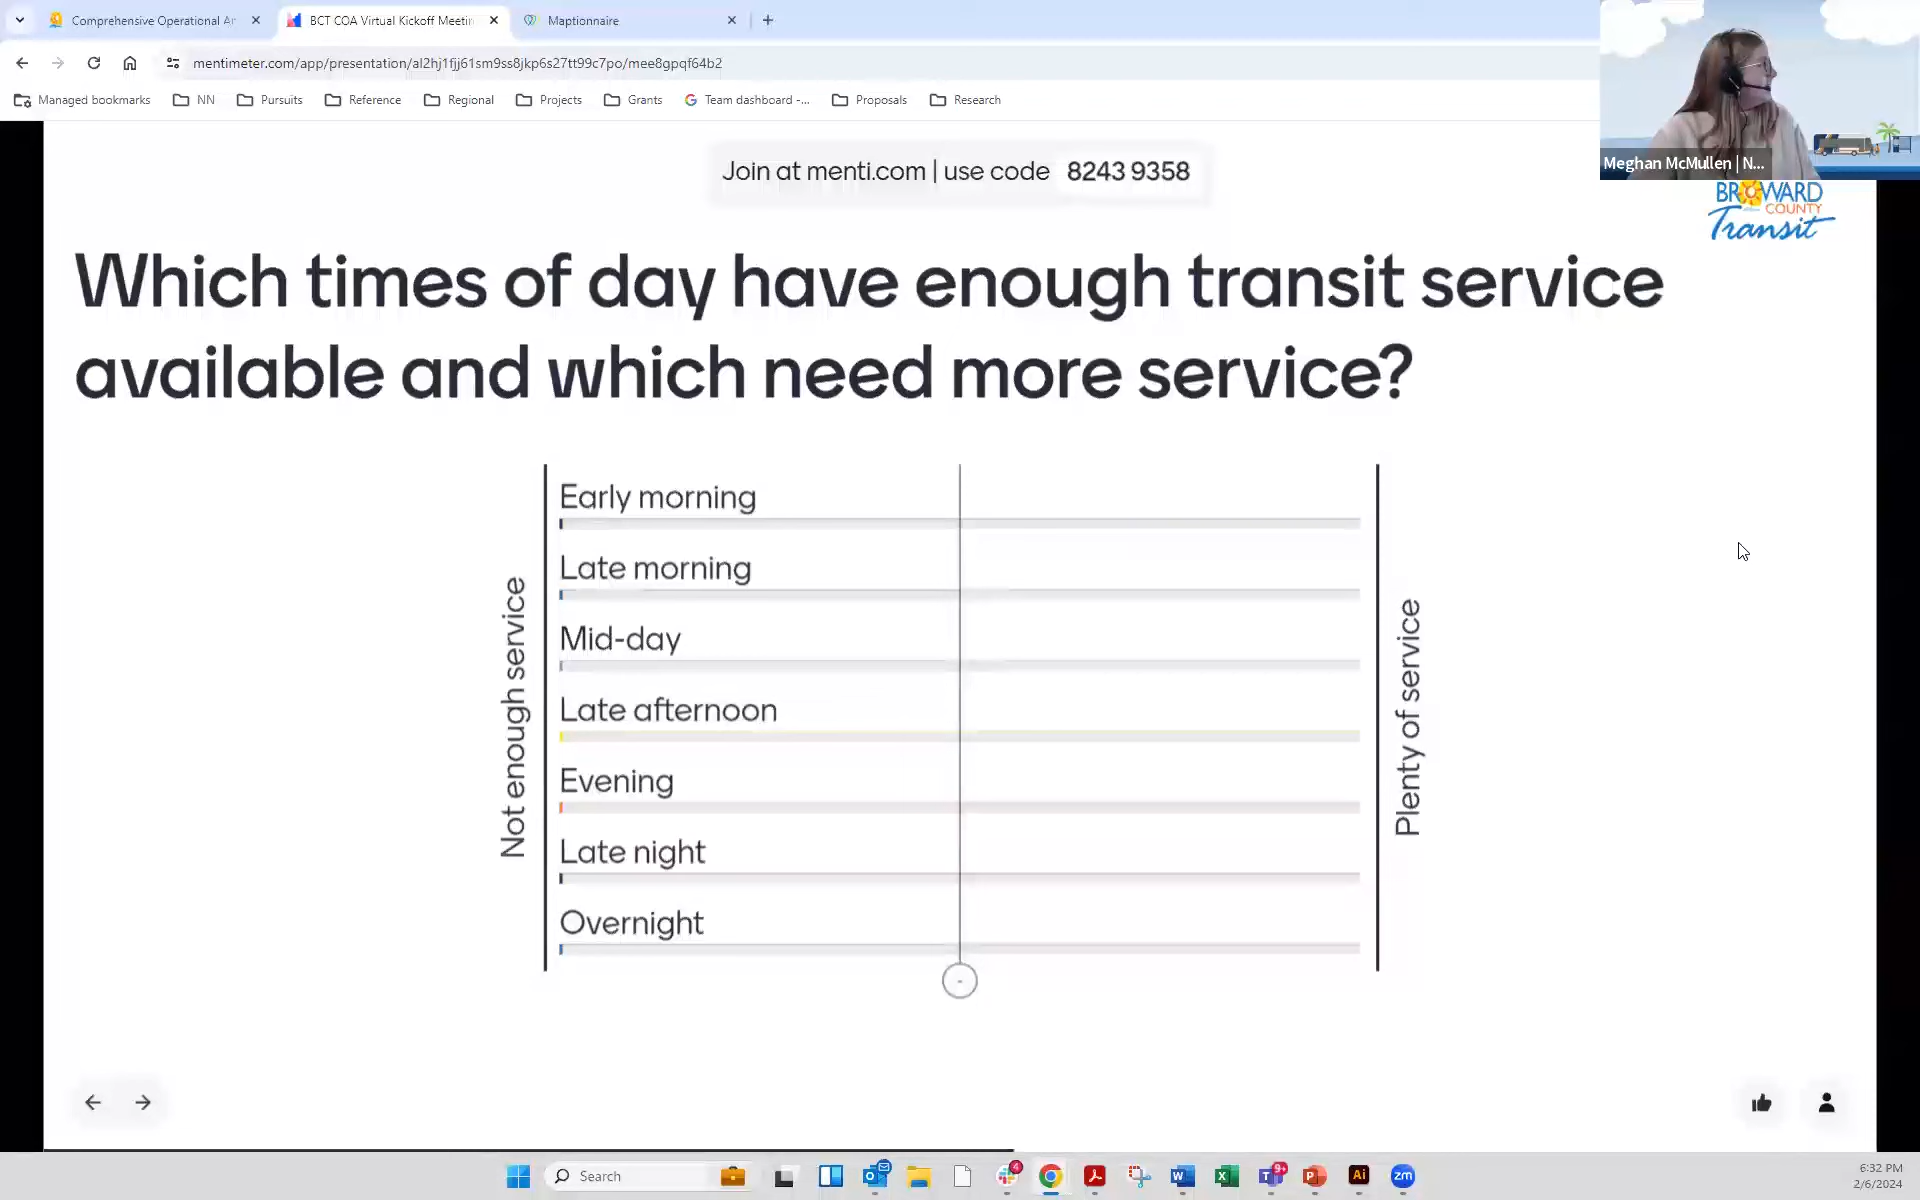 Comprehensive Operational An
BCT COA Virtual Kickoff Meetin
Maptionnaire
mentimeter.com/app/presentation/al2hj1fjj61sm9ss8jkp6s27tt99c7po/mee8gpqf64b2
Managed bookmarks
NN
Pursuits
Reference
Regional
Projects
Grants
Team dashboard -...
Proposals
Research
Meghan McMullen | N...
Join at menti.com | use code 8243 9358
BROWARD
COUNTY
Transit
Which times of day have enough transit service
available and which need more service?
Not enough service
Early morning
Late morning
Mid-day
Late afternoon
Evening
Late night
Overnight
Plenty of service
Search
4
9+
Ai
zm
6:32 PM
2/6/2024